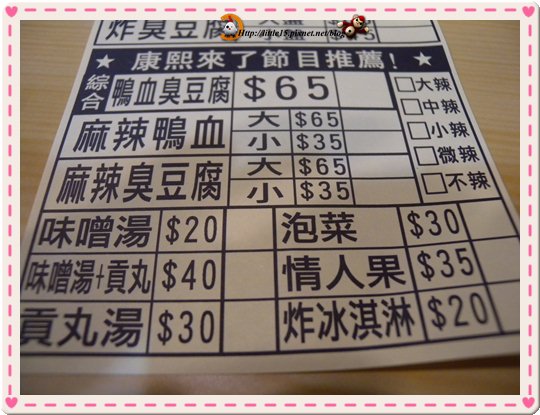 炸臭豆腐 大盤 小盤
Http://little15.pixnet.net/blog
★ 康熙來了節目推薦! ★
綜合 鴨血臭豆腐 $65
□大辣
□中辣
□小辣
□微辣
□不辣
麻辣鴨血 大 $65
小 $35
麻辣臭豆腐 大 $65
小 $35
味噌湯 $20 泡菜 $30
味噌湯+貢丸 $40 情人果 $35
貢丸湯 $30 炸冰淇淋 $20